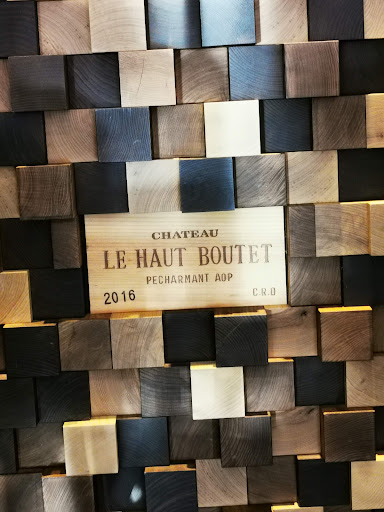 CHATEAU
LE HAUT BOUTET
PECHARMANT AOP
2016 C.R.D